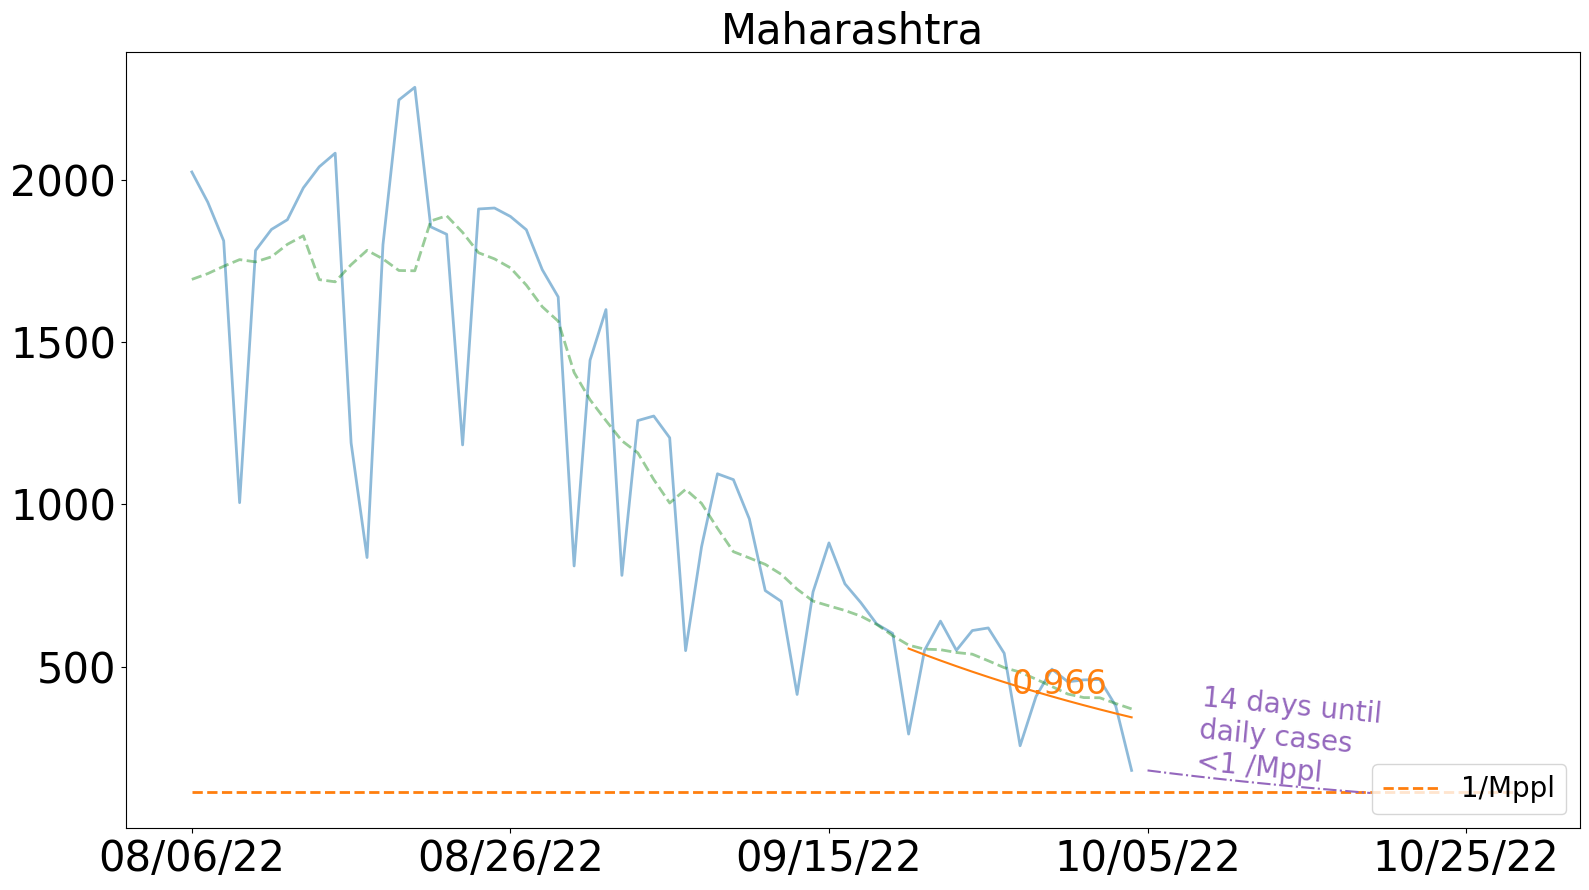 Maharashtra
2000
1500
1000
500
0.966
14 days until
daily cases
<1 /Mppl
1/Mppl
08/06/22
08/26/22
09/15/22
10/05/22
10/25/22